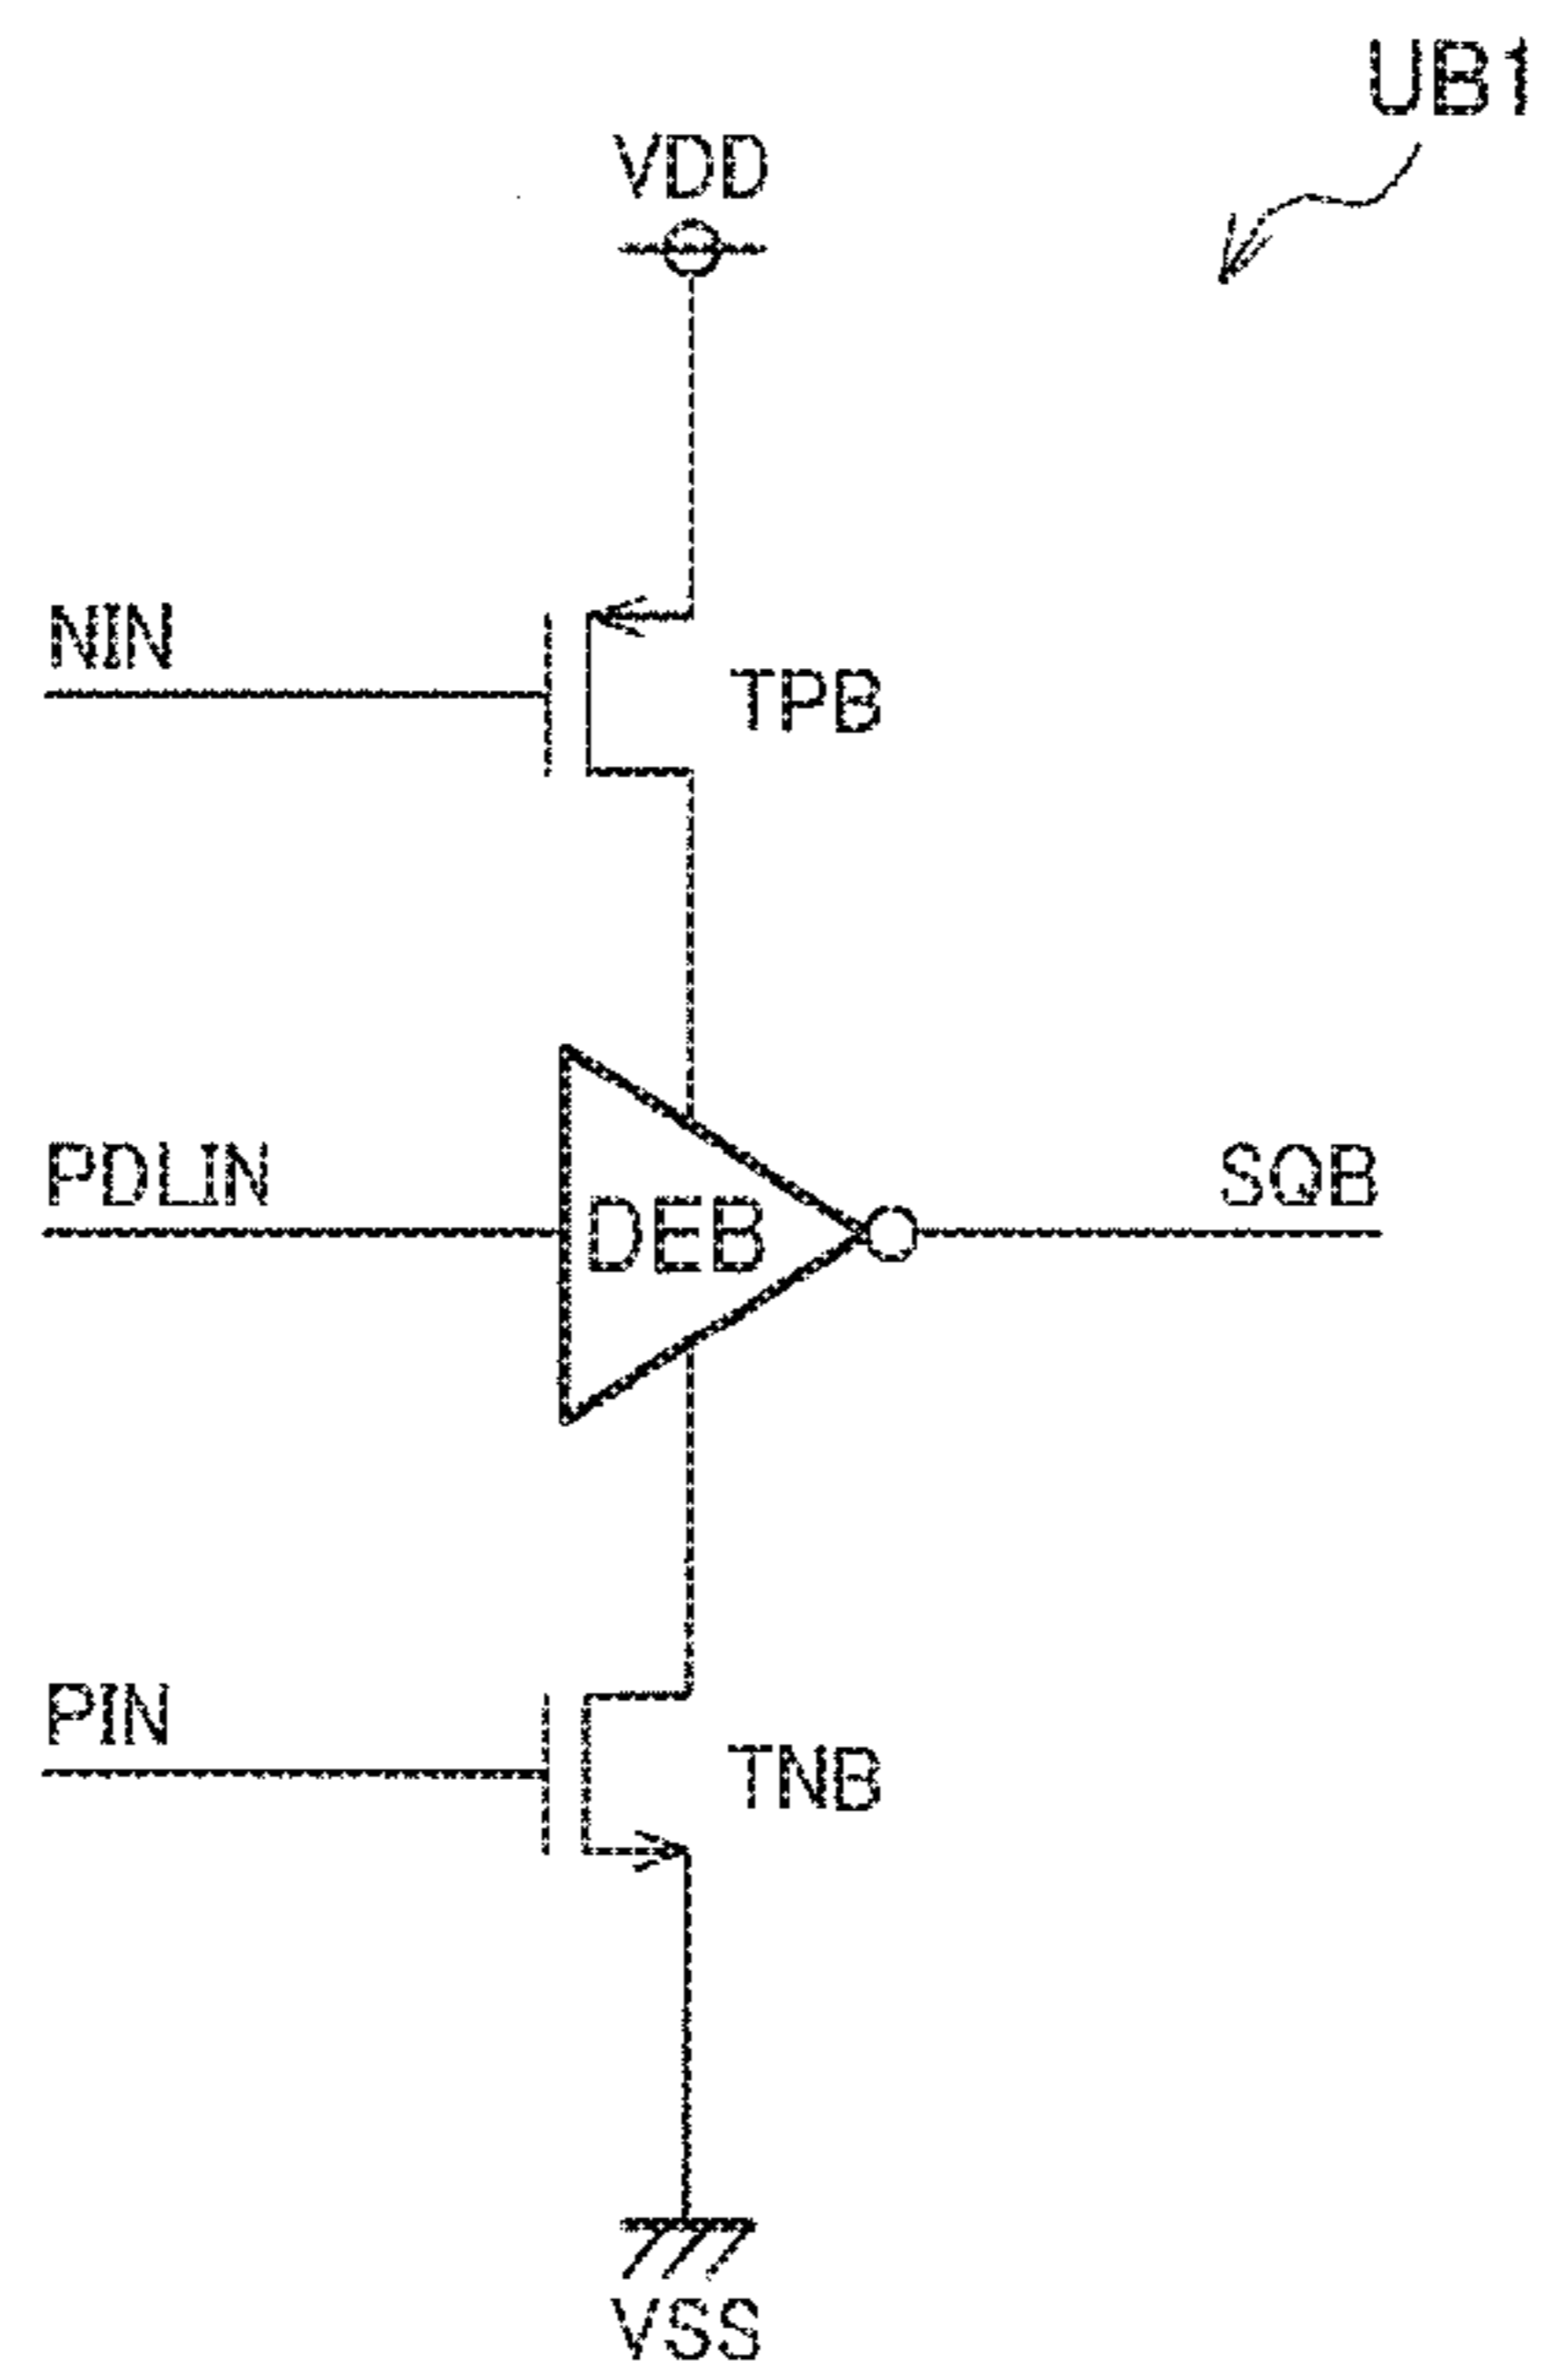 UB1
VDD
NIN
TPB
PDLIN
DEB
SQB
PIN
TNB
VSS